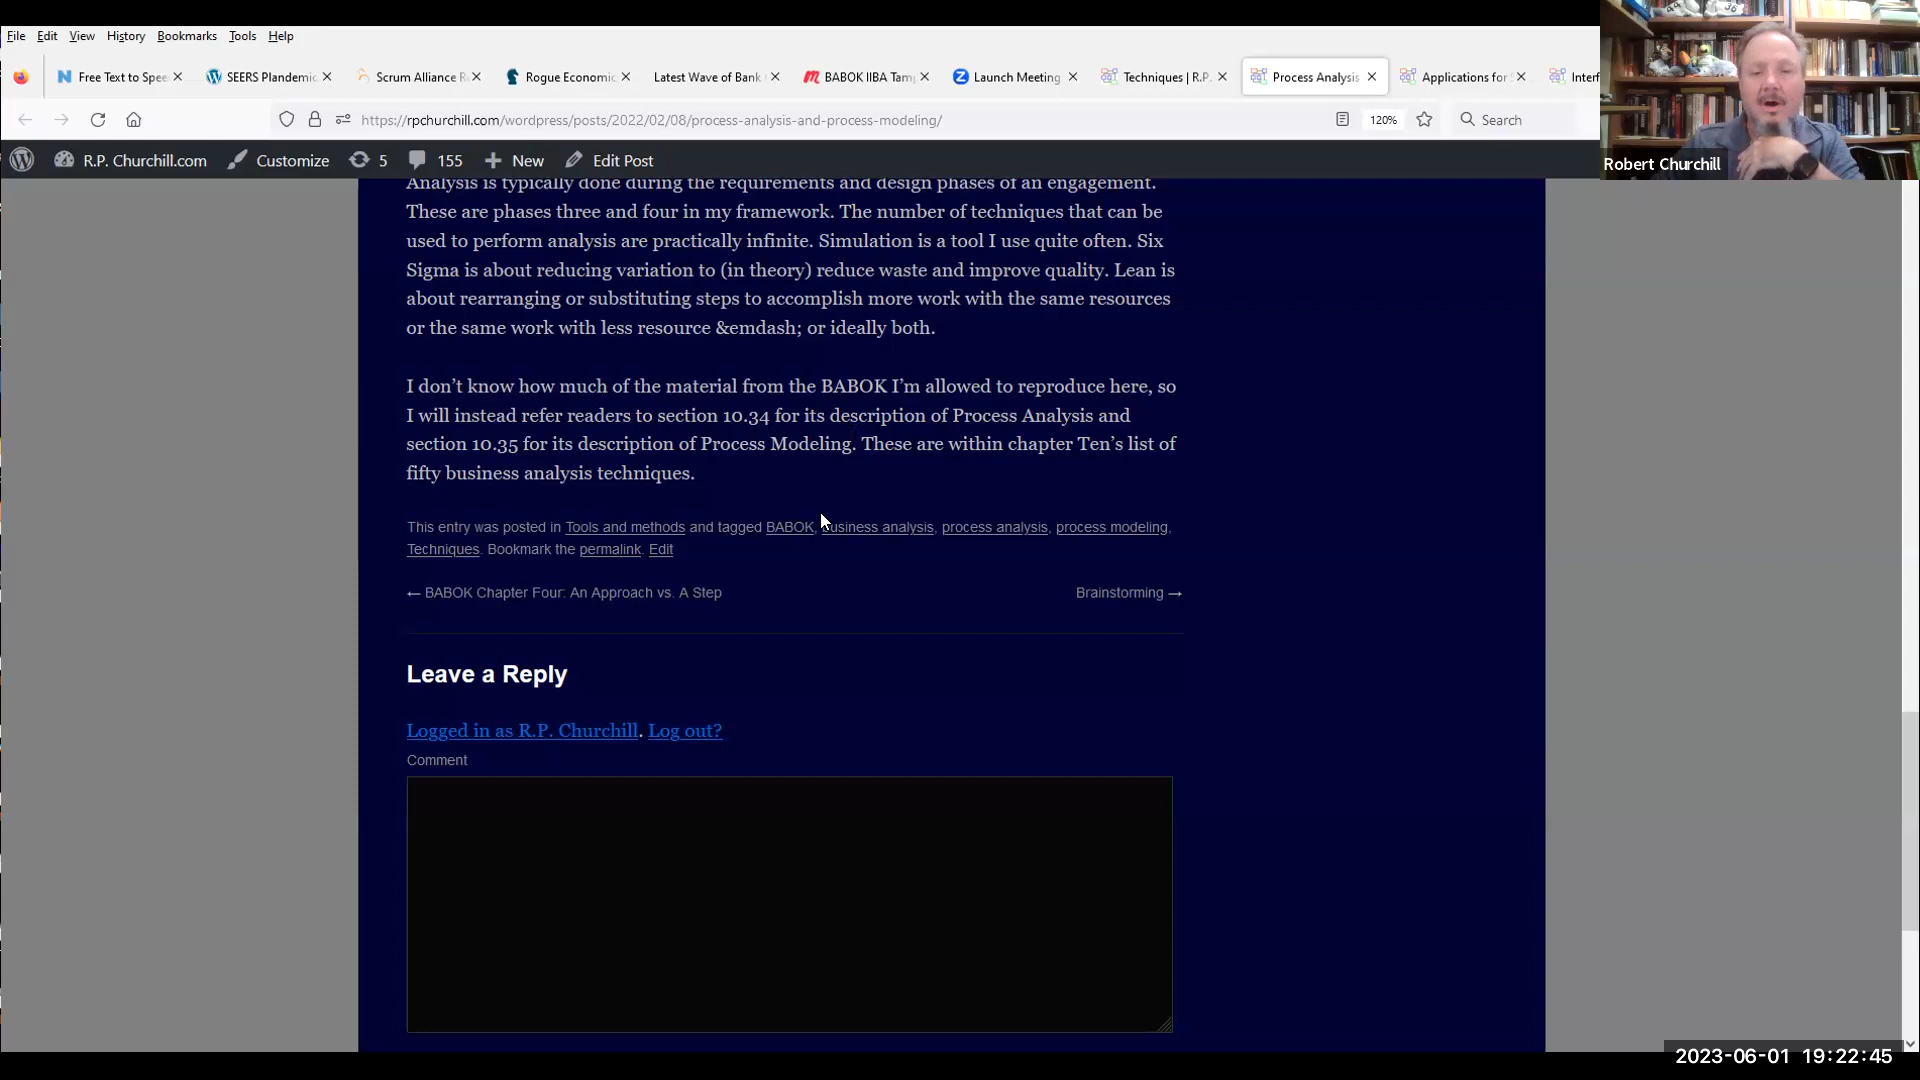 File Edit View History Bookmarks Tools Help
Free Text to Spee
SEERS Plandemic
Scrum Alliance R
Rogue Economic
Latest Wave of Bank
BABOK IIBA Tam
Launch Meeting
Techniques | R.P.
Process Analysis
Applications for S
Interf
https://rpchurchill.com/wordpress/posts/2022/02/08/process-analysis-and-process-modeling/
120%
Search
R.P. Churchill.com Customize 5 155 New Edit Post
Robert Churchill
Analysis is typically done during the requirements and design phases of an engagement.
These are phases three and four in my framework. The number of techniques that can be
used to perform analysis are practically infinite. Simulation is a tool I use quite often. Six
Sigma is about reducing variation to (in theory) reduce waste and improve quality. Lean is
about rearranging or substituting steps to accomplish more work with the same resources
or the same work with less resource &emdash; or ideally both.
I don't know how much of the material from the BABOK I'm allowed to reproduce here, so
I will instead refer readers to section 10.34 for its description of Process Analysis and
section 10.35 for its description of Process Modeling. These are within chapter Ten's list of
fifty business analysis techniques.
This entry was posted in Tools and methods and tagged BABOK, business analysis, process analysis, process modeling,
Techniques. Bookmark the permalink. Edit
← BABOK Chapter Four: An Approach vs. A Step
Brainstorming →
Leave a Reply
Logged in as R.P. Churchill. Log out?
Comment
2023-06-01 19:22:45